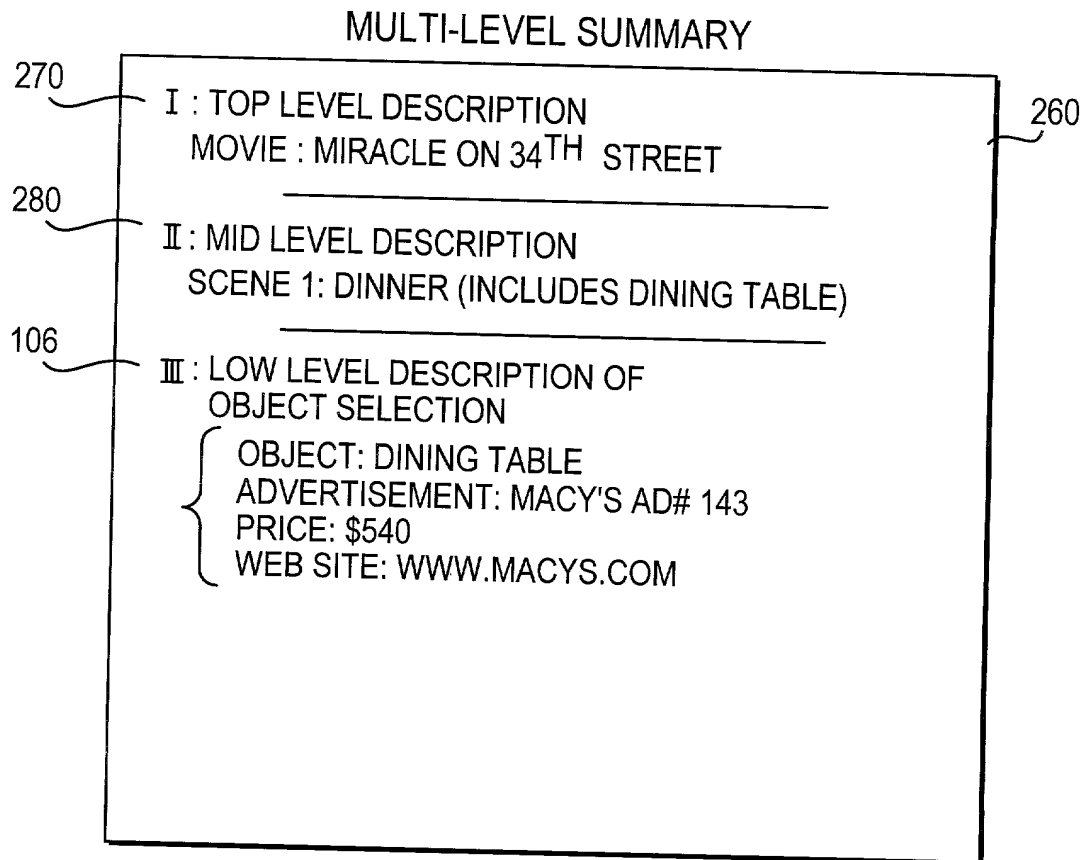 MULTI-LEVEL SUMMARY
270
I : TOP LEVEL DESCRIPTION
260
MOVIE : MIRACLE ON 34TH STREET
280
II : MID LEVEL DESCRIPTION
SCENE 1: DINNER (INCLUDES DINING TABLE)
106
III : LOW LEVEL DESCRIPTION OF
OBJECT SELECTION
OBJECT: DINING TABLE
ADVERTISEMENT: MACY'S AD# 143
PRICE: $540
WEB SITE: WWW.MACYS.COM